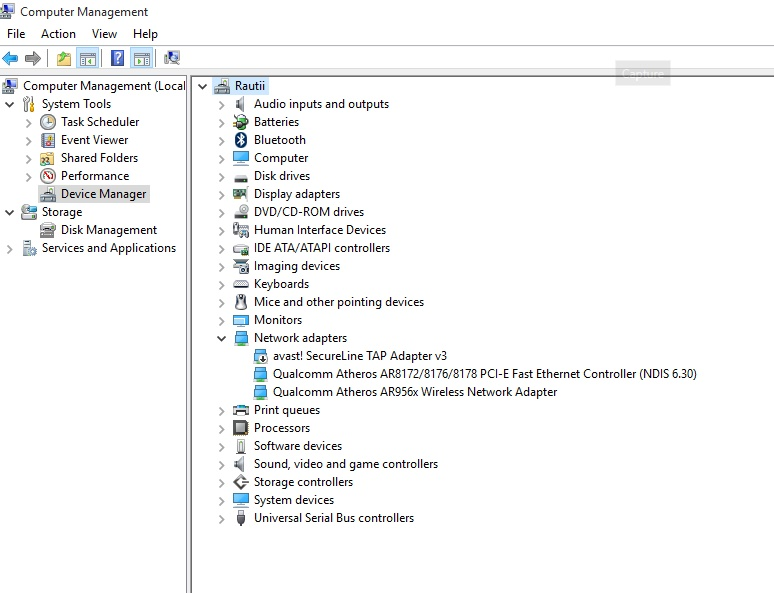 Computer Management
File Action View Help
Capture
Computer Management (Local
System Tools
Task Scheduler
Event Viewer
Shared Folders
Performance
Device Manager
Storage
Disk Management
Services and Applications
Rautii
Audio inputs and outputs
Batteries
Bluetooth
Computer
Disk drives
Display adapters
DVD/CD-ROM drives
Human Interface Devices
IDE ATA/ATAPI controllers
Imaging devices
Keyboards
Mice and other pointing devices
Monitors
Network adapters
avast! SecureLine TAP Adapter v3
Qualcomm Atheros AR8172/8176/8178 PCI-E Fast Ethernet Controller (NDIS 6.30)
Qualcomm Atheros AR956x Wireless Network Adapter
Print queues
Processors
Software devices
Sound, video and game controllers
Storage controllers
System devices
Universal Serial Bus controllers